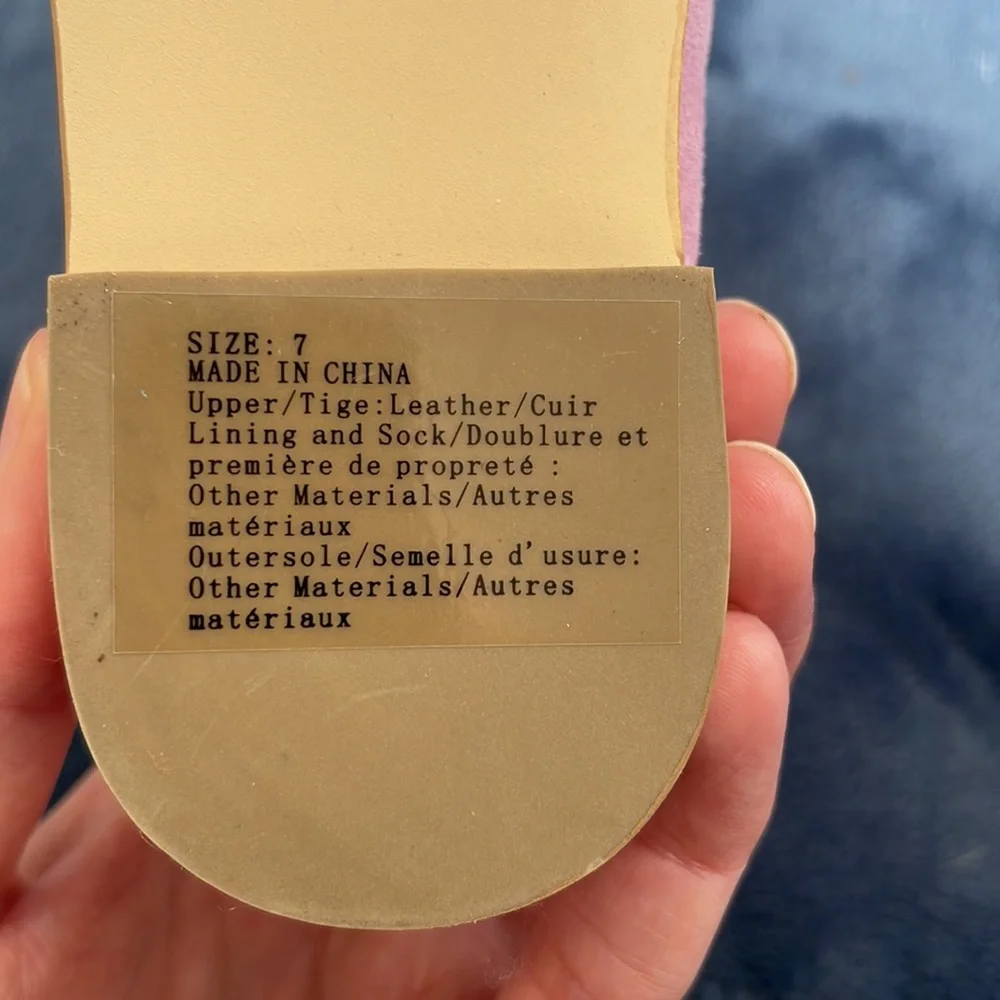 SIZE: 7
MADE IN CHINA
Upper/Tige:Leather/Cuir
Lining and Sock/Doublure et
première de propreté :
Other Materials/Autres
matériaux
Outersole/Semelle d'usure:
Other Materials/Autres
matériaux